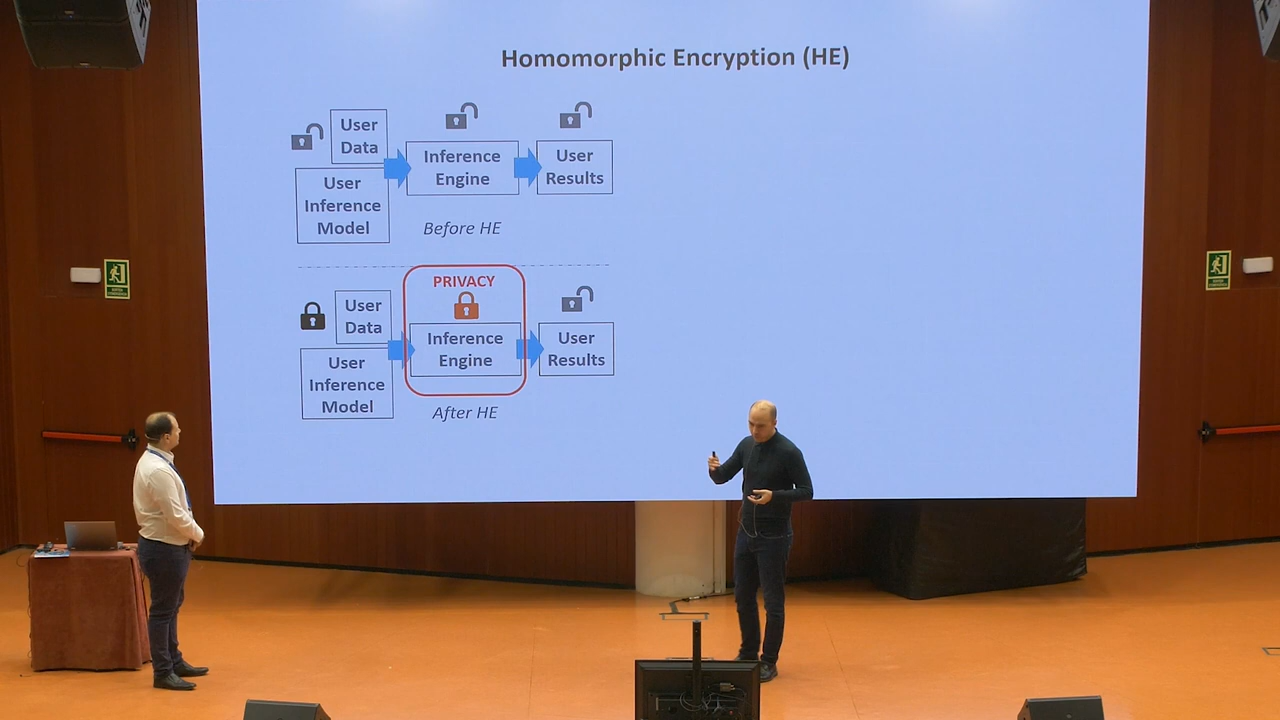 Homomorphic Encryption (HE)
User
Data
User
Inference
Model
Inference
Engine
User
Results
Before HE
PRIVACY
User
Data
User
Inference
Model
Inference
Engine
User
Results
After HE